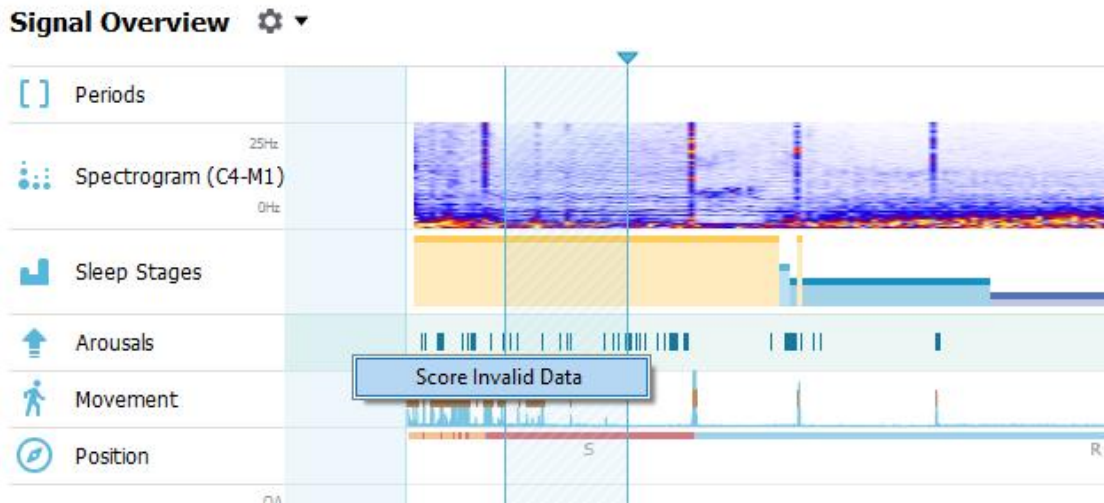 Signal Overview
Periods
25Hz
Spectrogram (C4-M1)
0Hz
Sleep Stages
Arousals
Score Invalid Data
Movement
Position
S
R